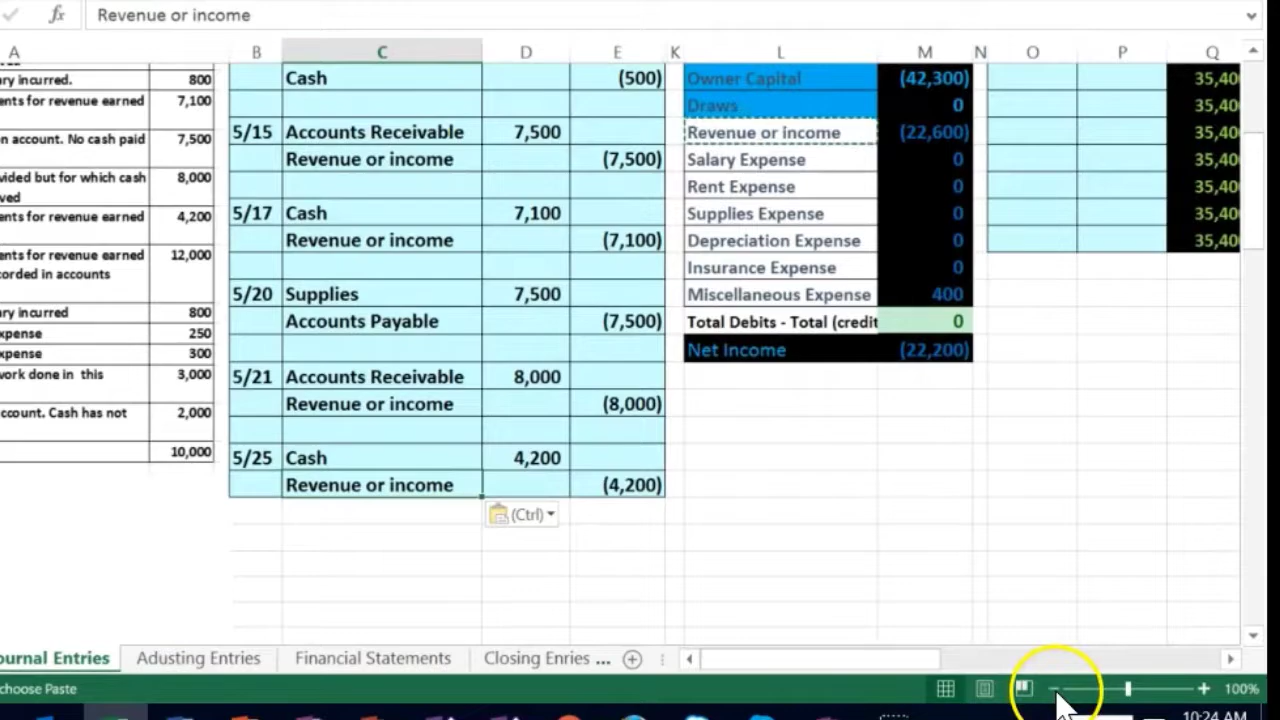 fx Revenue or income
A B C D E K L M N O P Q
ary incurred. 800 Cash (500) Owner Capital (42,300) 35,40
ents for revenue earned 7,100 Draws 0 35,40
on account. No cash paid 7,500 5/15 Accounts Receivable 7,500 Revenue or income (22,600) 35,40
Revenue or income (7,500) Salary Expense 0 35,40
vided but for which cash 8,000 Rent Expense 0 35,40
ved
ents for revenue earned 4,200 5/17 Cash 7,100 Supplies Expense 0 35,40
Revenue or income (7,100) Depreciation Expense 0 35,40
ents for revenue earned 12,000 Insurance Expense 0
corded in accounts
5/20 Supplies 7,500 Miscellaneous Expense 400
ary incurred 800 Accounts Payable (7,500) Total Debits - Total (credit 0
expense 250
expense 300 Net Income (22,200)
work done in this 3,000 5/21 Accounts Receivable 8,000
Revenue or income (8,000)
ccount. Cash has not 2,000
10,000 5/25 Cash 4,200
Revenue or income (4,200)
(Ctrl)
ournal Entries Adusting Entries Financial Statements Closing Enries ...
choose Paste 100%
10:24 AM